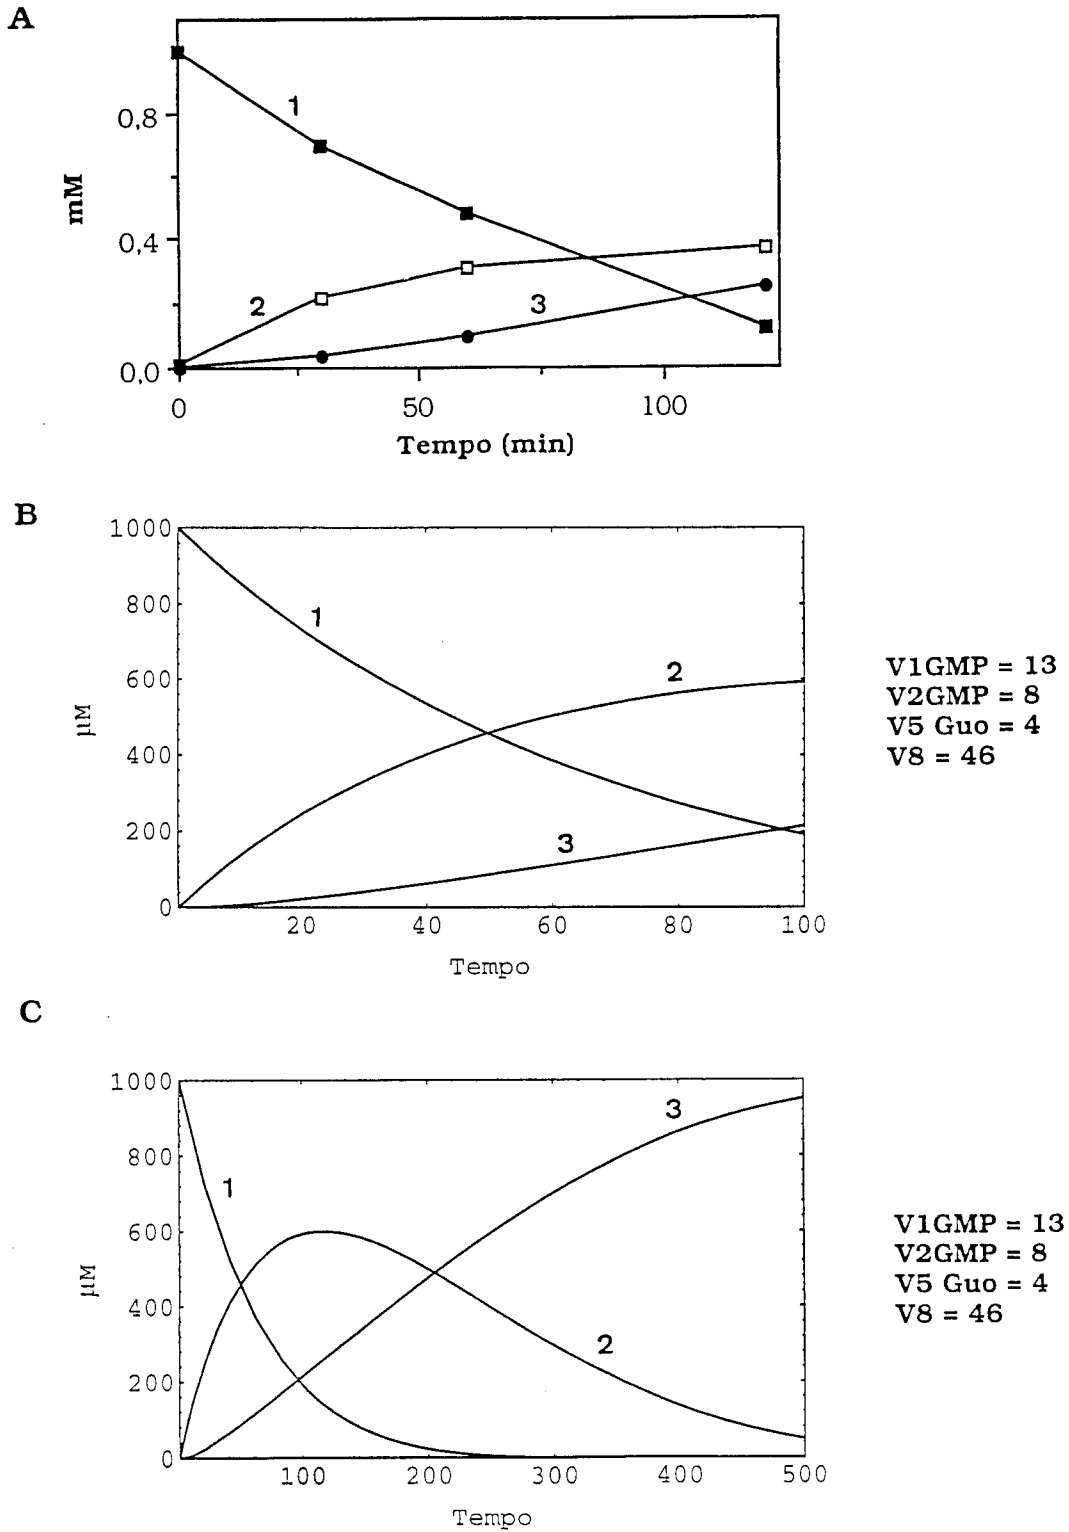 A
0,8
1
mM
0,4
2
3
0,0
0
50
100
Tempo (min)
B
1000
1
800
600
2
µM
400
200
3
0
20
40
60
80
100
Tempo
V1GMP = 13
V2GMP = 8
V5 Guo = 4
V8 = 46
C
1000
3
800
1
600
µM
400
2
200
0
100
200
300
400
500
Tempo
V1GMP = 13
V2GMP = 8
V5 Guo = 4
V8 = 46